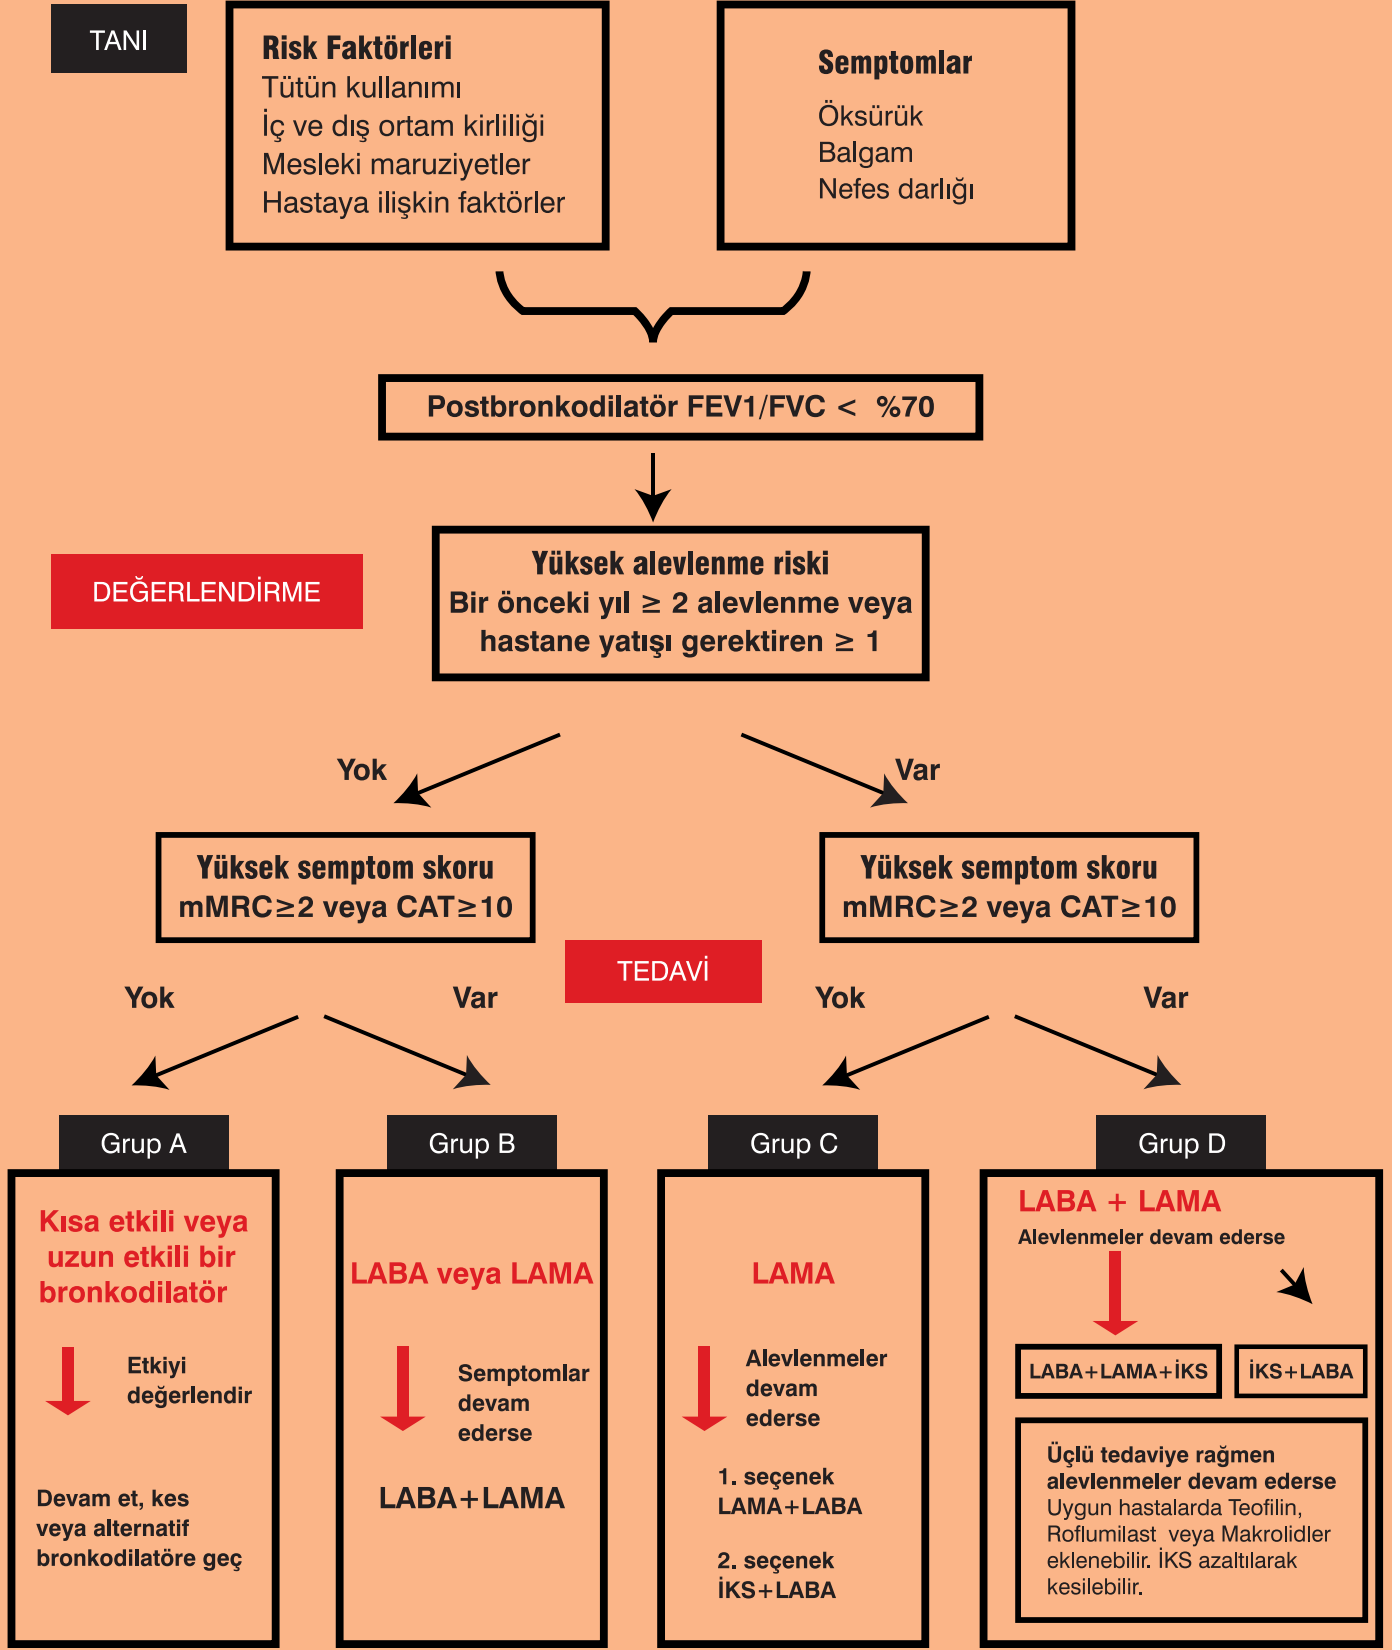 TANI
Risk Faktörleri
Tütün kullanımı
İç ve dış ortam kirliliği
Mesleki maruziyetler
Hastaya ilişkin faktörler
Semptomlar
Öksürük
Balgam
Nefes darlığı
Postbronkodilatör FEV1/FVC < %70
DEĞERLENDİRME
Yüksek alevlenme riski
Bir önceki yıl ≥ 2 alevlenme veya
hastane yatışı gerektiren ≥ 1
Yok
Var
Yüksek semptom skoru
mMRC≥2 veya CAT≥10
Yüksek semptom skoru
mMRC≥2 veya CAT≥10
TEDAVİ
Yok
Var
Yok
Var
Grup A
Kısa etkili veya
uzun etkili bir
bronkodilatör
Etkiyi
değerlendir
Devam et, kes
veya alternatif
bronkodilatöre geç
Grup B
LABA veya LAMA
Semptomlar
devam
ederse
LABA+LAMA
Grup C
LAMA
Alevlenmeler
devam
ederse
1. seçenek
LAMA+LABA
2. seçenek
İKS+LABA
Grup D
LABA + LAMA
Alevlenmeler devam ederse
LABA+LAMA+İKS
İKS+LABA
Üçlü tedaviye rağmen
alevlenmeler devam ederse
Uygun hastalarda Teofilin,
Roflumilast veya Makrolidler
eklenebilir. İKS azaltılarak
kesilebilir.